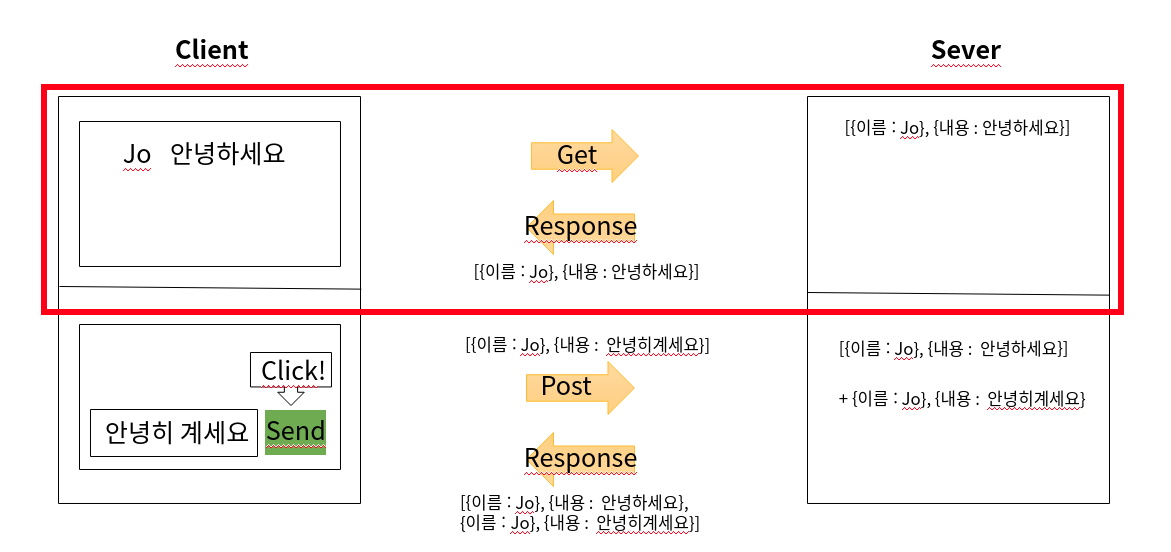 Client
Sever
Jo 안녕하세요
Get
[{이름 : Jo}, {내용 : 안녕하세요}]
Response
[{이름 : Jo}, {내용 : 안녕하세요}]
Click!
안녕히 계세요
Send
[{이름 : Jo}, {내용 : 안녕히계세요}]
Post
Response
[{이름 : Jo}, {내용 : 안녕하세요},
{이름 : Jo}, {내용 : 안녕히계세요}]
[{이름 : Jo}, {내용 : 안녕하세요}]
+ {이름 : Jo}, {내용 : 안녕히계세요}